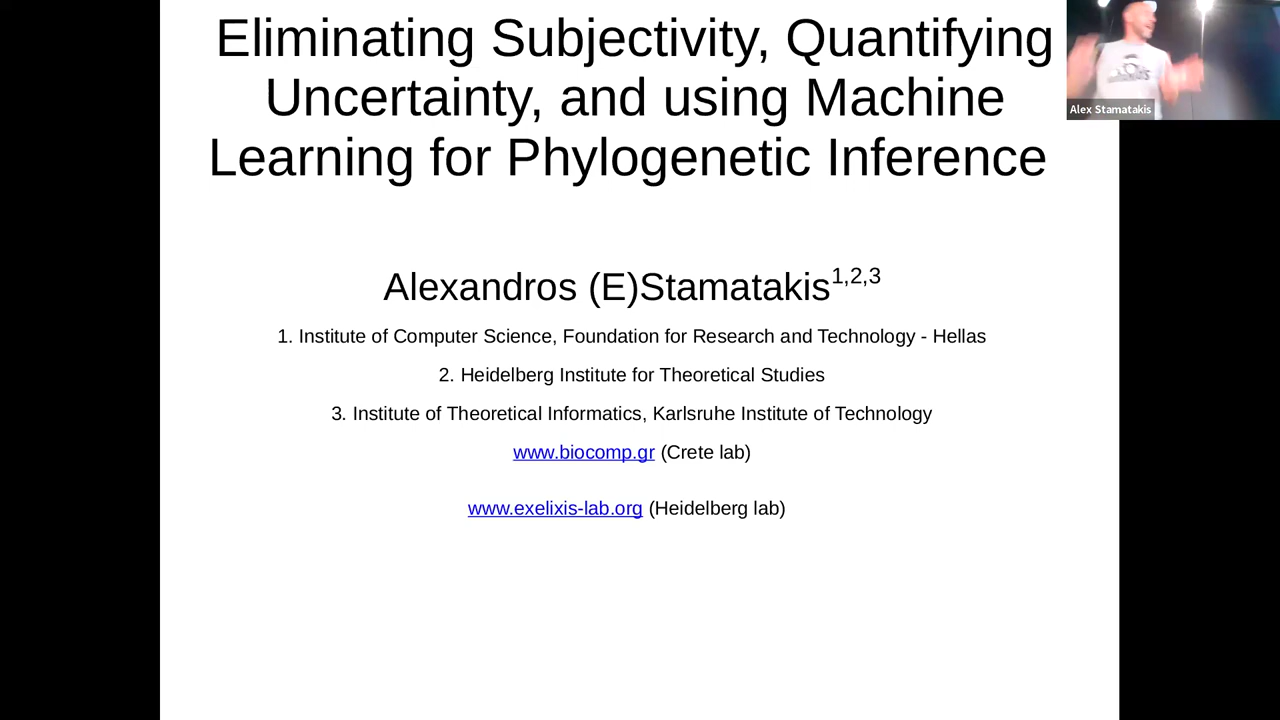 Eliminating Subjectivity, Quantifying
Uncertainty, and using Machine
Learning for Phylogenetic Inference
Alex Stamatakis
Alexandros (E)Stamatakis1,2,3
1. Institute of Computer Science, Foundation for Research and Technology - Hellas
2. Heidelberg Institute for Theoretical Studies
3. Institute of Theoretical Informatics, Karlsruhe Institute of Technology
www.biocomp.gr (Crete lab)
www.exelixis-lab.org (Heidelberg lab)